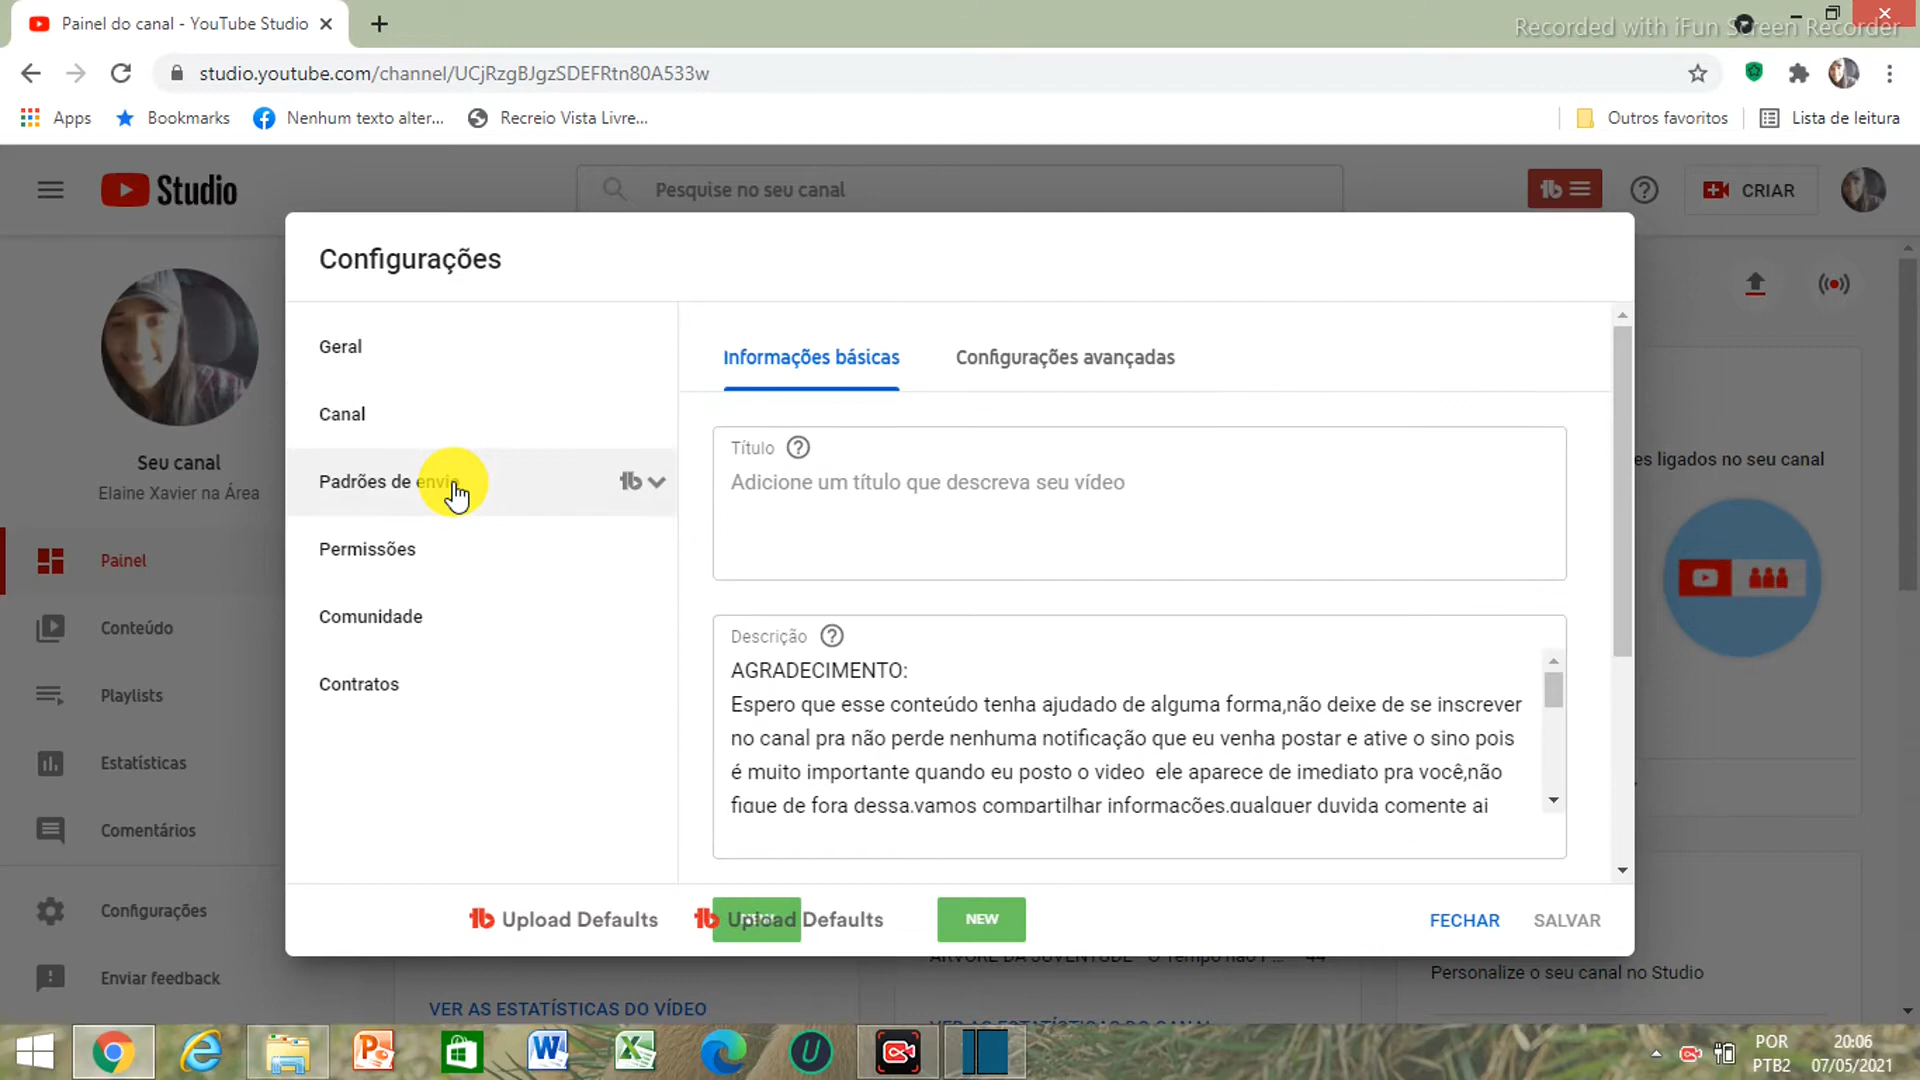 Painel do canal - YouTube Studio
Recorded with iFun Screen Recorder
studio.youtube.com/channel/UCjRzgBJgzSDEFRtn80A533w
Apps
Bookmarks
Nenhum texto alter...
Recreio Vista Livre...
Outros favoritos
Lista de leitura
Studio
Pesquise no seu canal
CRIAR
Configurações
Geral
Canal
Padrões de envio
Permissões
Comunidade
Contratos
Informações básicas
Configurações avançadas
Título
Adicione um título que descreva seu vídeo
Descrição
AGRADECIMENTO:
Espero que esse conteúdo tenha ajudado de alguma forma,não deixe de se inscrever
no canal pra não perde nenhuma notificação que eu venha postar e ative o sino pois
é muito importante quando eu posto o video  ele aparece de imediato pra você,não
fique de fora dessa,vamos compartilhar informações,qualquer duvida comente ai
Upload Defaults
Upload Defaults
NEW
FECHAR
SALVAR
Seu canal
Elaine Xavier na Área
Painel
Conteúdo
Playlists
Estatísticas
Comentários
Configurações
Enviar feedback
es ligados no seu canal
VER AS ESTATÍSTICAS DO VÍDEO
Personalize o seu canal no Studio
POR
PTB2
20:06
07/05/2021